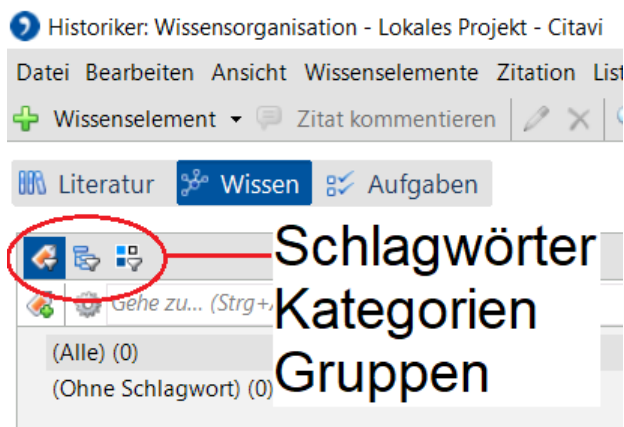 Historiker: Wissensorganisation - Lokales Projekt - Citavi
Datei Bearbeiten Ansicht Wissenselemente Zitation List
Wissenselement Zitat kommentieren
Literatur Wissen Aufgaben
Schlagwörter
Kategorien
Gruppen
Gehe zu... (Strg+
(Alle) (0)
(Ohne Schlagwort) (0)